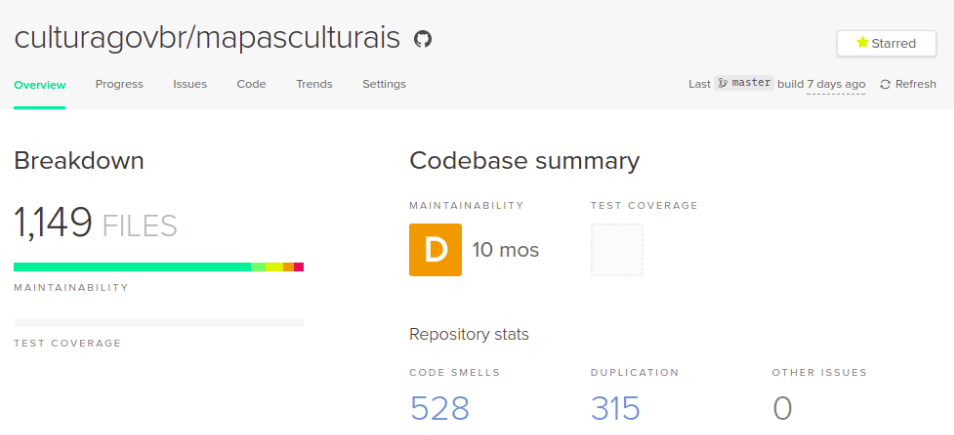 culturagovbr/mapasculturais
Starred
Overview Progress Issues Code Trends Settings
Last master build 7 days ago Refresh
Breakdown
1,149 FILES
MAINTAINABILITY
TEST COVERAGE
Codebase summary
MAINTAINABILITY TEST COVERAGE
D 10 mos
Repository stats
CODE SMELLS DUPLICATION OTHER ISSUES
528 315 0